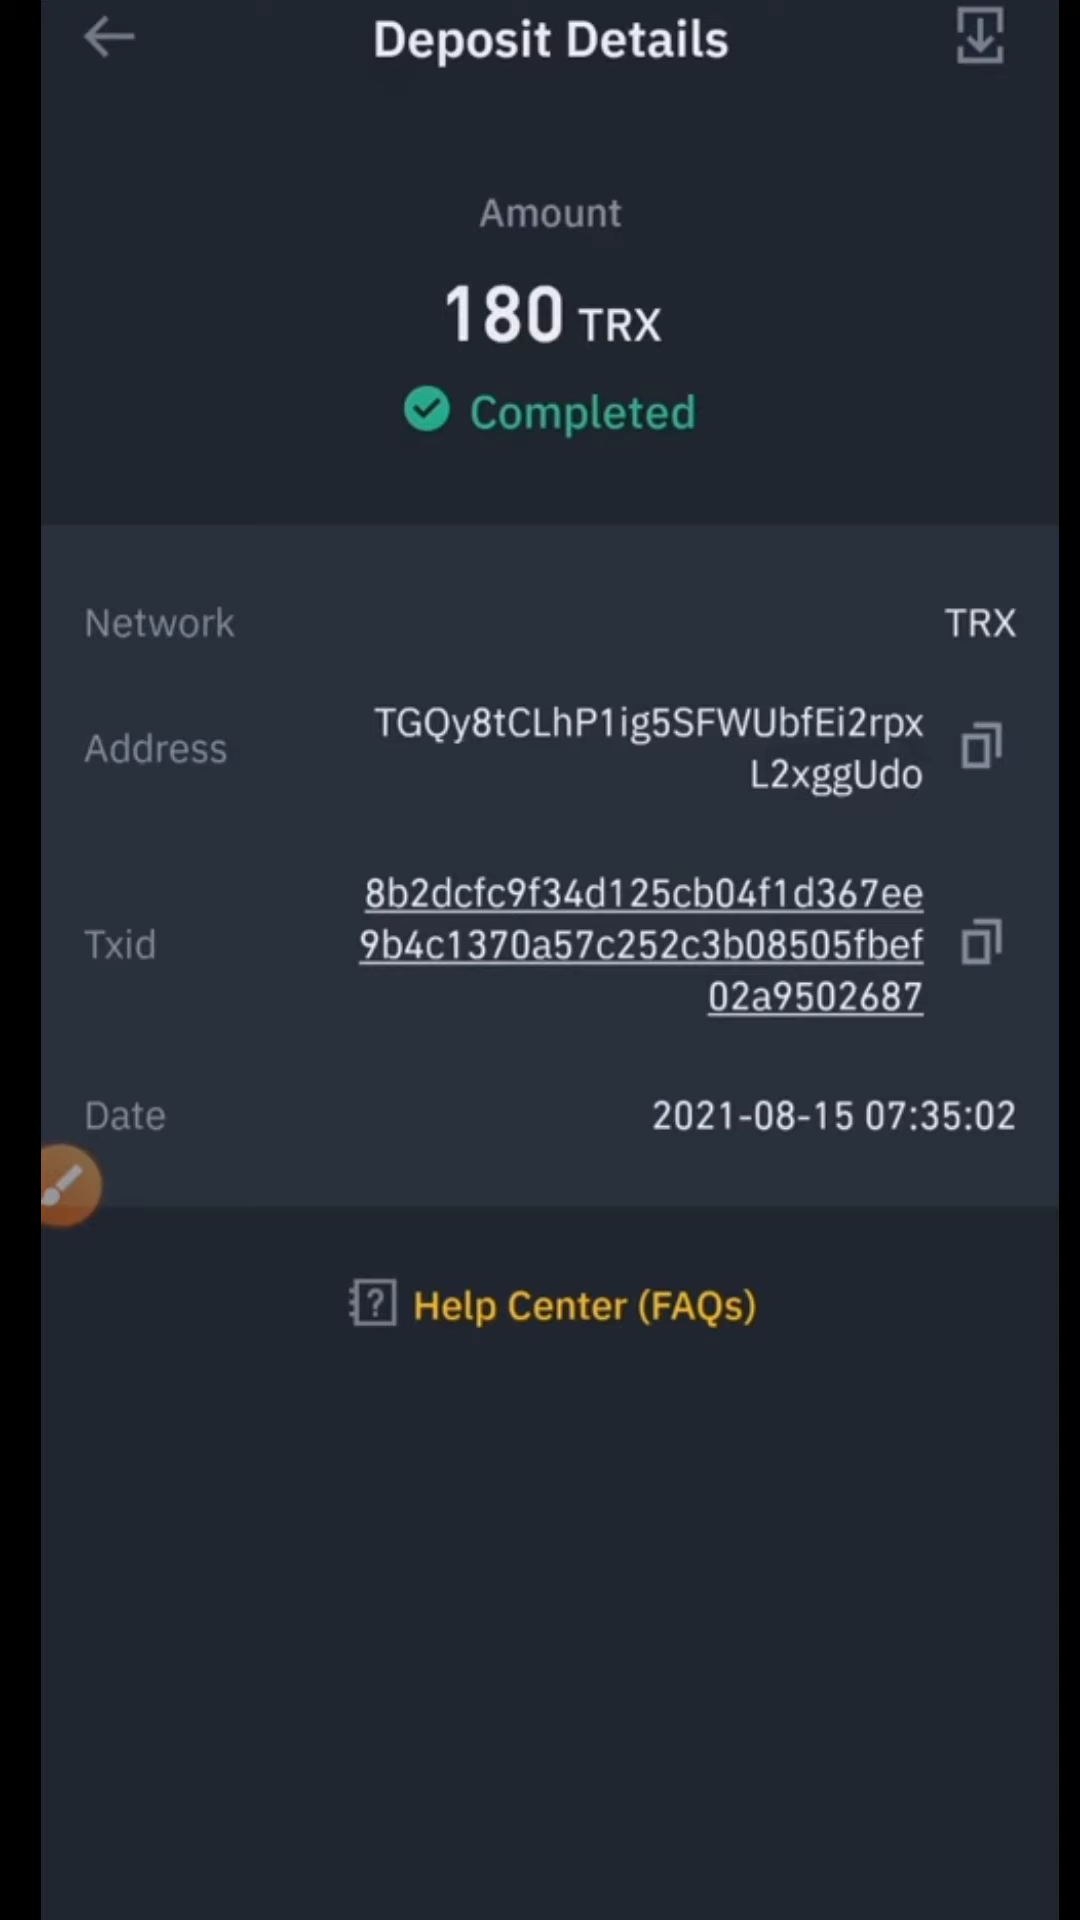 Deposit Details
Amount
180 TRX
Completed
Network TRX
Address TGQy8tCLhP1ig5SFWUbfEi2rpx
L2xggUdo
Txid 8b2dcfc9f34d125cb04f1d367ee
9b4c1370a57c252c3b08505fbef
02a9502687
Date 2021-08-15 07:35:02
Help Center (FAQs)